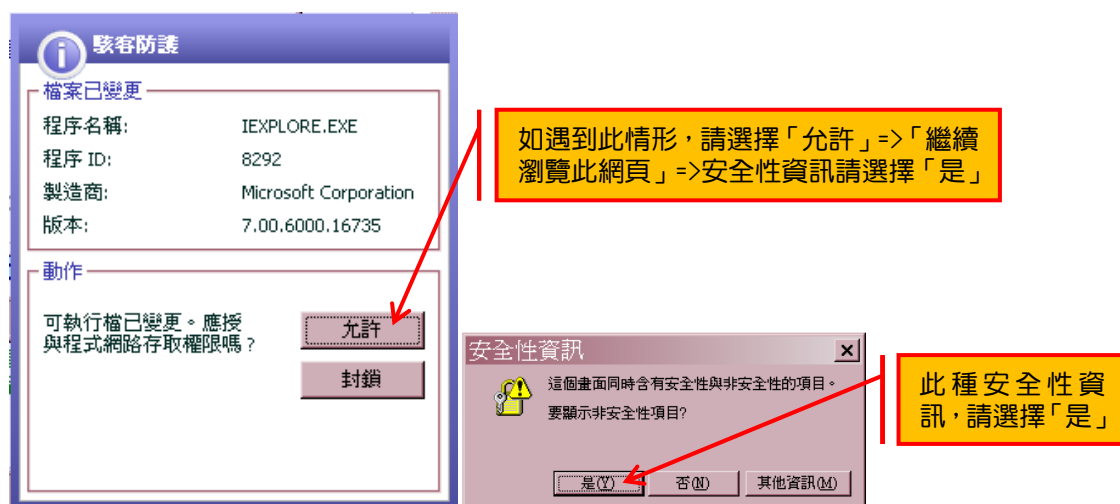 駭客防護
檔案已變更
程序名稱: IEXPLORE.EXE
程序 ID: 8292
製造商: Microsoft Corporation
版本: 7.00.6000.16735
動作
可執行檔已變更。應授
與程式網路存取權限嗎?
允許
封鎖
如遇到此情形,請選擇「允許」=>「繼續
瀏覽此網頁」=>安全性資訊請選擇「是」
安全性資訊
這個畫面同時含有安全性與非安全性的項目。
要顯示非安全性項目?
是(Y) 否(N) 其他資訊(M)
此種安全性資
訊,請選擇「是」